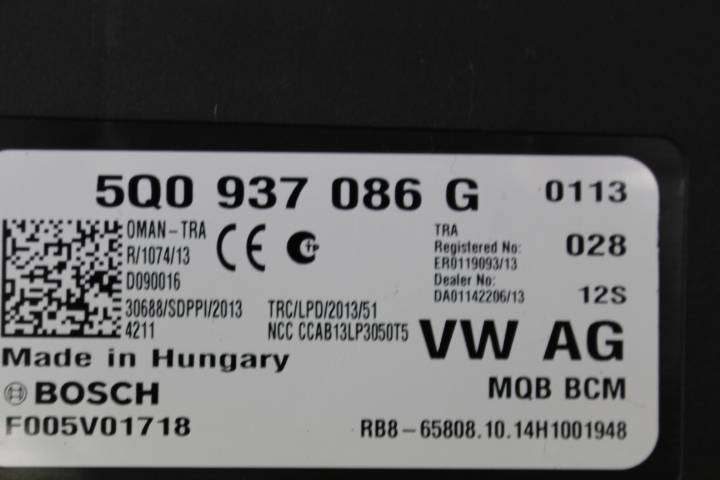 5Q0 937 086 G 0113
OMAN-TRA
R/1074/13
D090016
30688/SDPPI/2013
4211
CE
TRC/LPD/2013/51
NCC CCAB13LP3050T5
TRA
Registered No:
ER0119093/13
Dealer No:
DA01142206/13
028
12S
VW AG
Made in Hungary
MQB BCM
BOSCH
F005V01718
RB8-65808.10.14H1001948